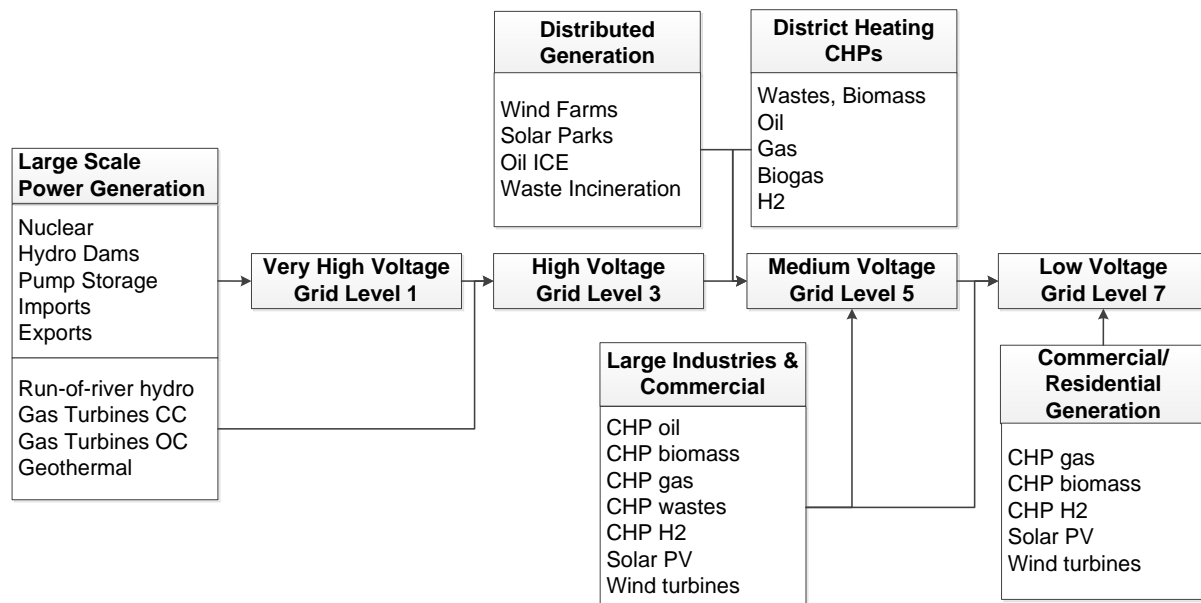 Distributed
Generation
Wind Farms
Solar Parks
Oil ICE
Waste Incineration
District Heating
CHPs
Wastes, Biomass
Oil
Gas
Biogas
H2
Large Scale
Power Generation
Nuclear
Hydro Dams
Pump Storage
Imports
Exports
Run-of-river hydro
Gas Turbines CC
Gas Turbines OC
Geothermal
Very High Voltage
Grid Level 1
High Voltage
Grid Level 3
Medium Voltage
Grid Level 5
Low Voltage
Grid Level 7
Large Industries &
Commercial
CHP oil
CHP biomass
CHP gas
CHP wastes
CHP H2
Solar PV
Wind turbines
Commercial/
Residential
Generation
CHP gas
CHP biomass
CHP H2
Solar PV
Wind turbines